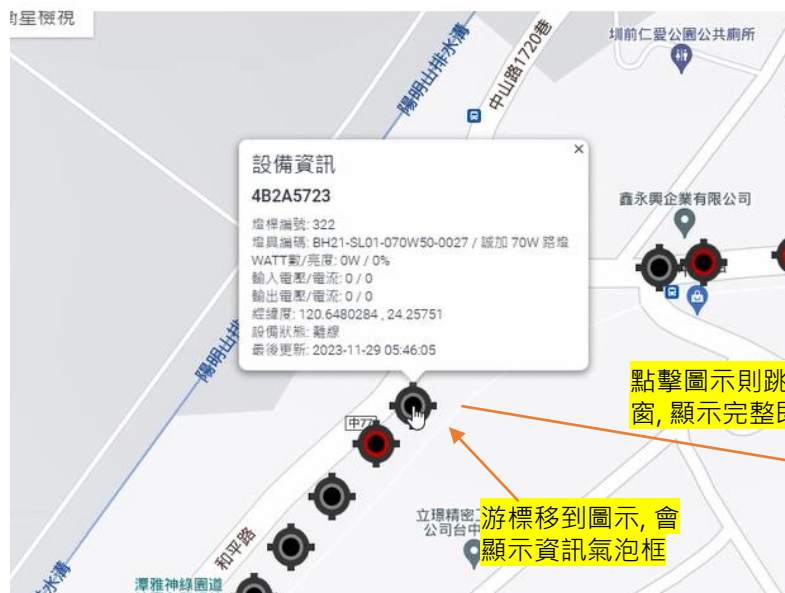 衛星檢視
陽明山排水溝
中山路1720巷
圳前仁愛公園公共廁所
設備資訊
×
4B2A5723
燈桿編號: 322
燈具編碼: BH21-SL01-070W50-0027 / 誠加 70W 路燈
WATT數/亮度: 0W / 0%
輸入電壓/電流: 0 / 0
輸出電壓/電流: 0 / 0
經緯度: 120.6480284 , 24.25751
設備狀態: 離線
最後更新: 2023-11-29 05:46:05
鑫永興企業有限公司
陽明山排
點擊圖示則跳
窗, 顯示完整
中77
立璟精密
公司台中
游標移到圖示, 會
顯示資訊氣泡框
和平路
潭雅神綠園道
排水溝